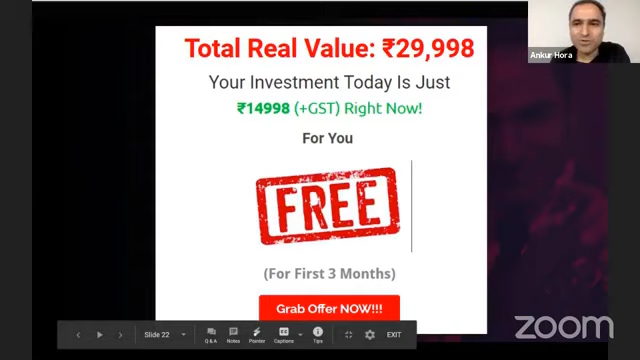 Total Real Value: ₹29,998
Your Investment Today Is Just
₹14998 (+GST) Right Now!
For You
FREE
(For First 3 Months)
Grab Offer NOW!!!
Ankur Hora
Slide 22
Q & A
Notes
Pointer
Captions
Tips
EXIT
zoom